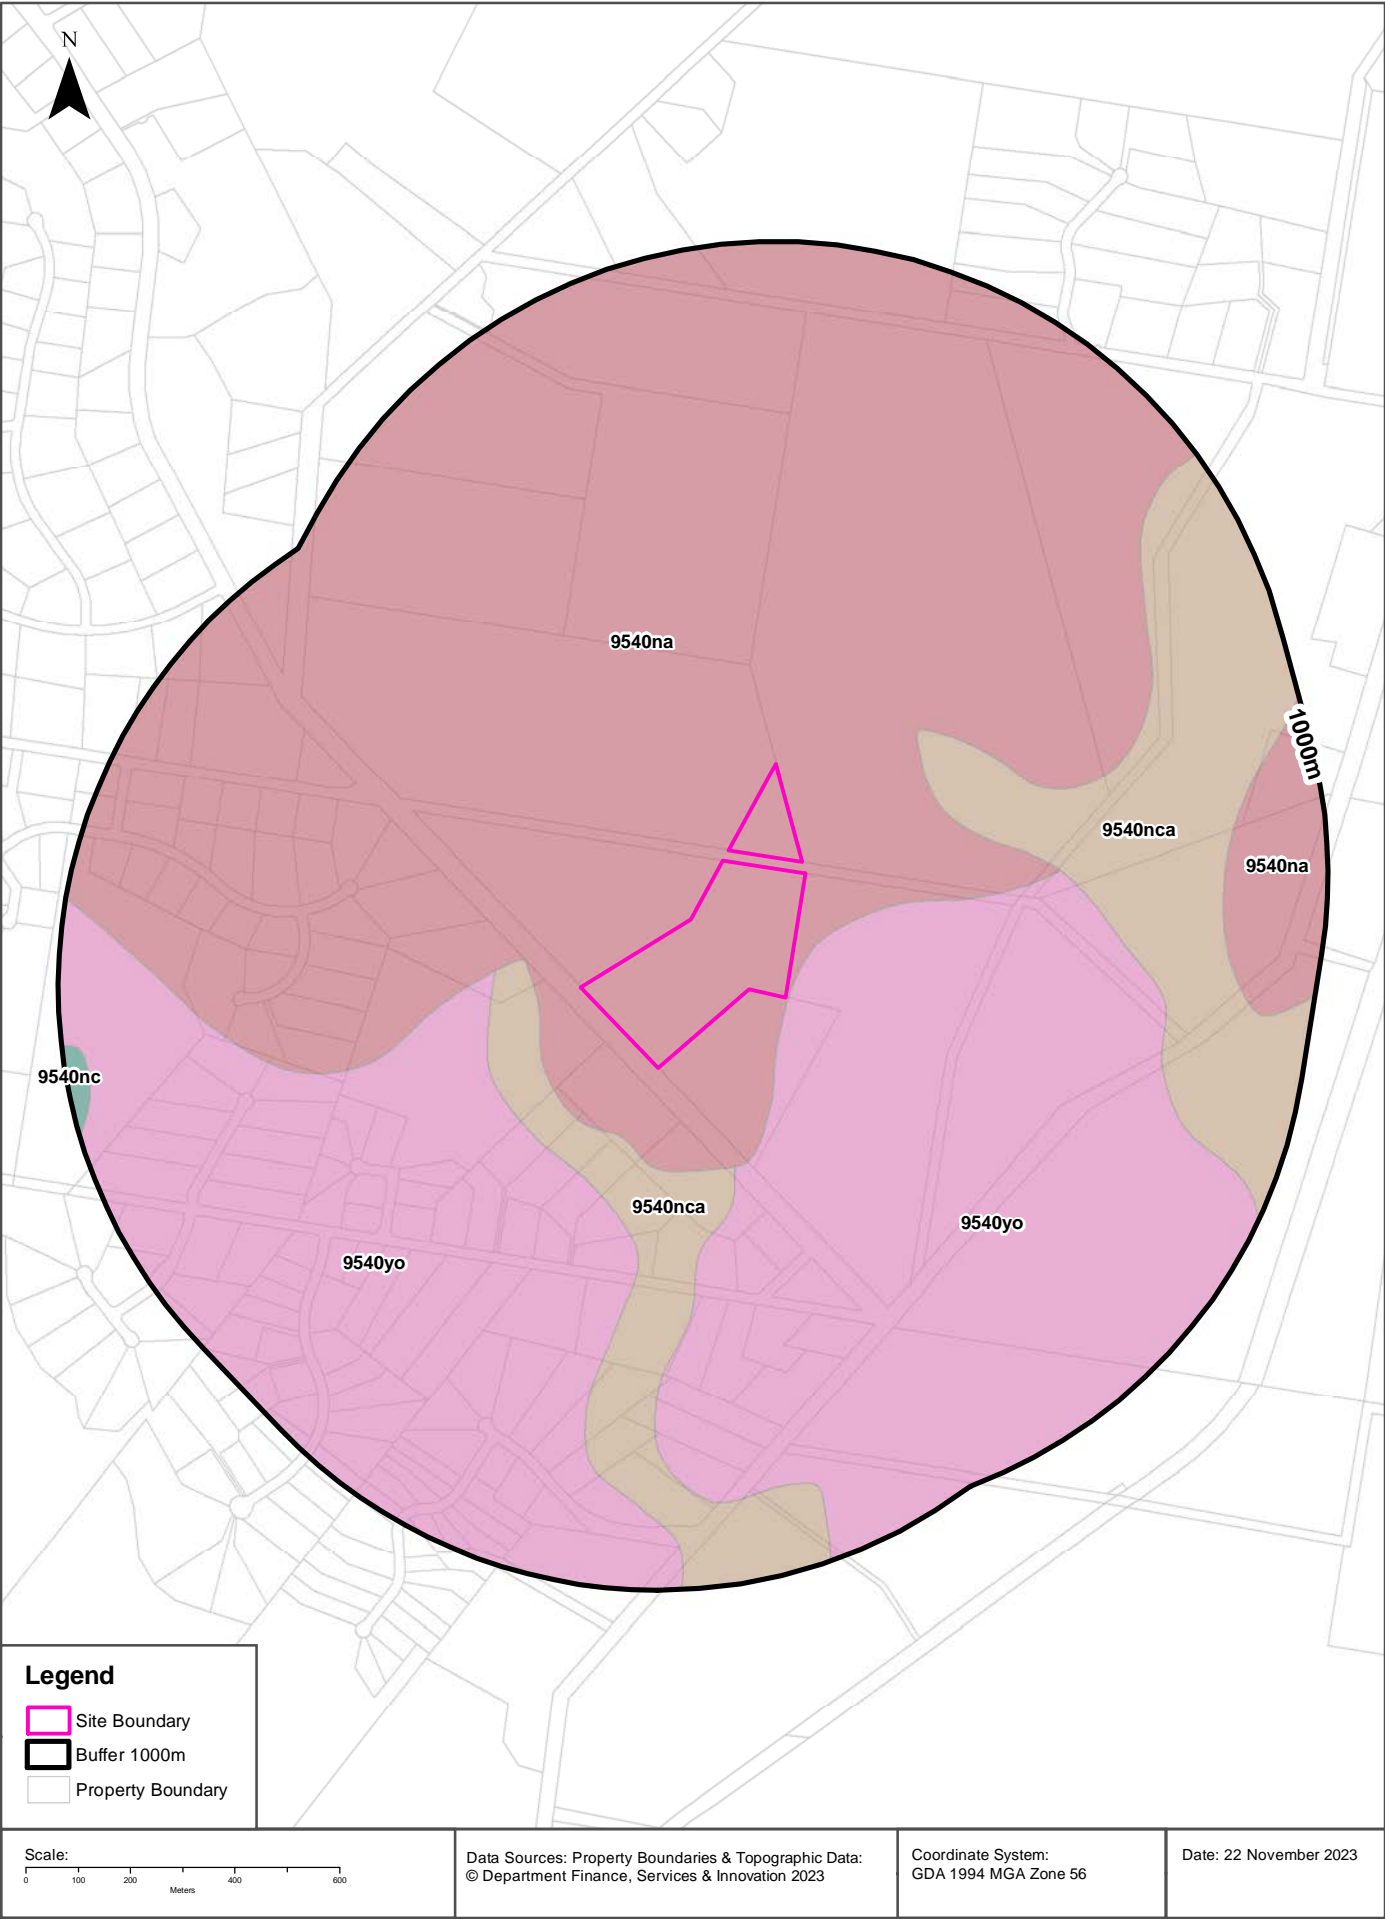 N
9540na
1000m
9540nca
9540na
9540nc
9540nca
9540yo
9540yo
Legend
Site Boundary
Buffer 1000m
Property Boundary
Scale:
0 100 200 400 600
Meters
Data Sources: Property Boundaries & Topographic Data:
© Department Finance, Services & Innovation 2023
Coordinate System:
GDA 1994 MGA Zone 56
Date: 22 November 2023